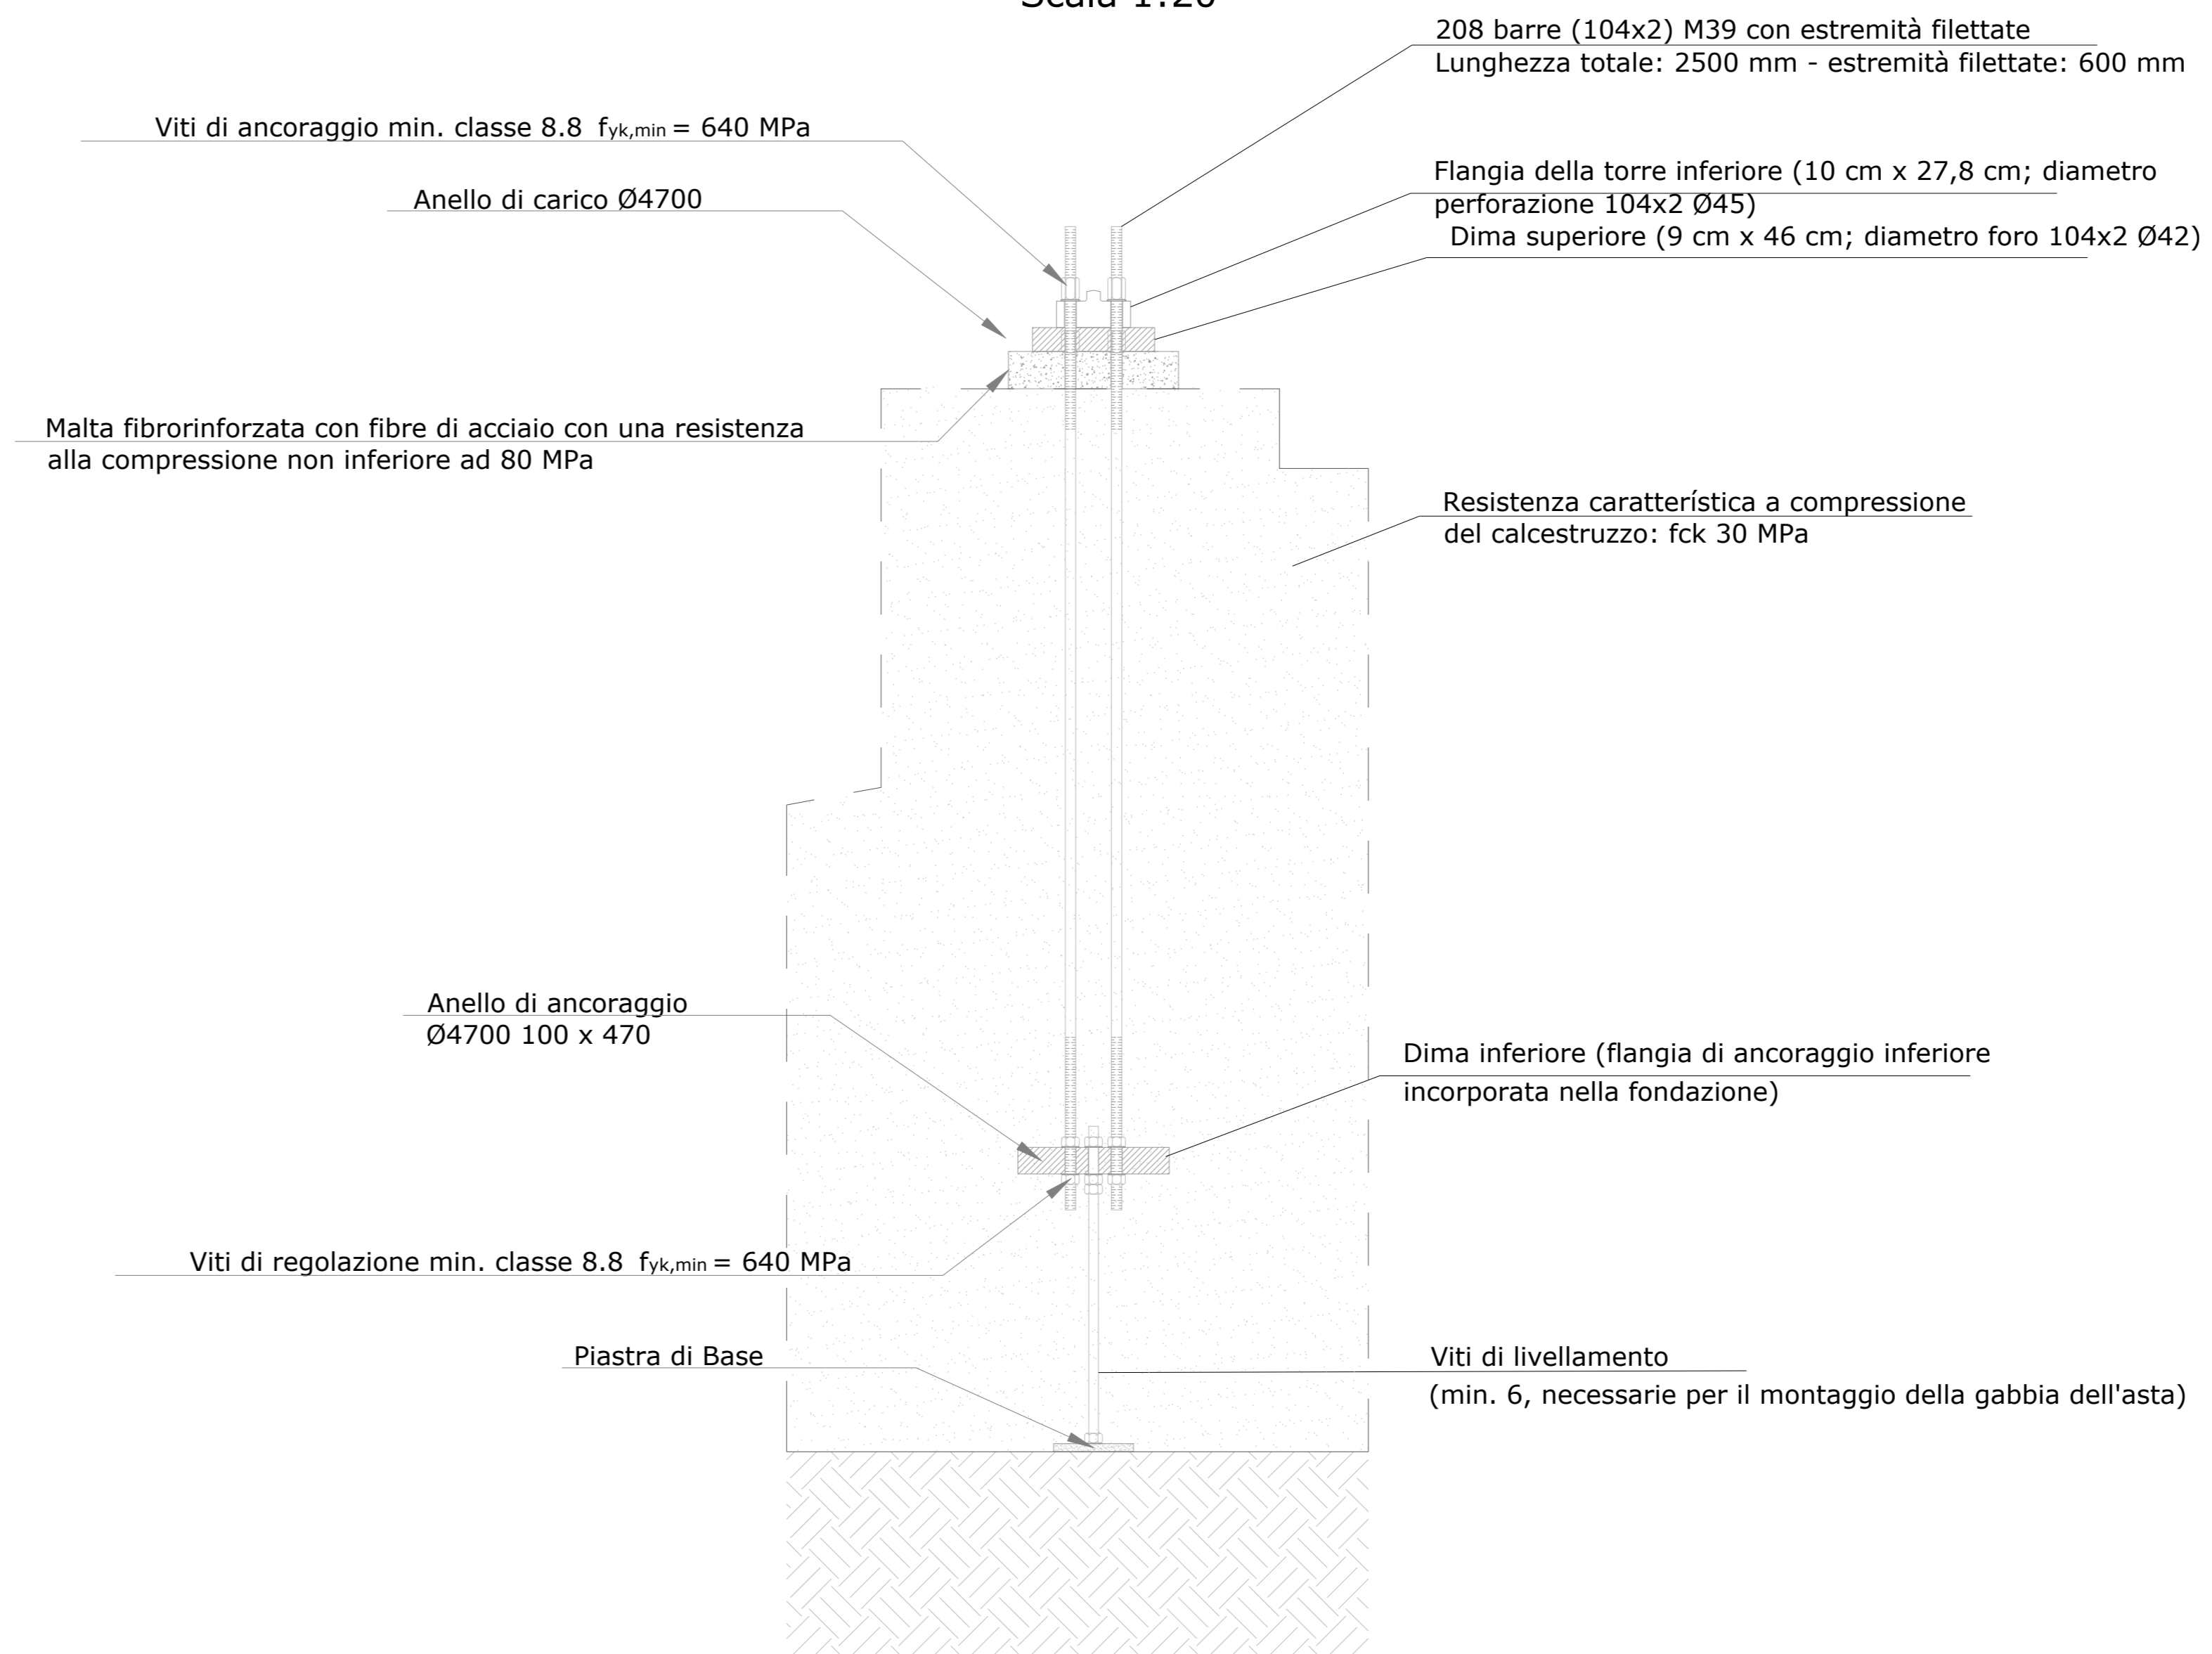 Scala 1:20
208 barre (104x2) M39 con estremità filettate
Lunghezza totale: 2500 mm - estremità filettate: 600 mm
Viti di ancoraggio min. classe 8.8 fyk,min = 640 MPa
Flangia della torre inferiore (10 cm x 27,8 cm; diametro
perforazione 104x2 Ø45)
Anello di carico Ø4700
Dima superiore (9 cm x 46 cm; diametro foro 104x2 Ø42)
Malta fibrorinforzata con fibre di acciaio con una resistenza
alla compressione non inferiore ad 80 MPa
Resistenza caratterística a compressione
del calcestruzzo: fck 30 MPa
Anello di ancoraggio
Ø4700 100 x 470
Dima inferiore (flangia di ancoraggio inferiore
incorporata nella fondazione)
Viti di regolazione min. classe 8.8 fyk,min = 640 MPa
Piastra di Base
Viti di livellamento
(min. 6, necessarie per il montaggio della gabbia dell'asta)